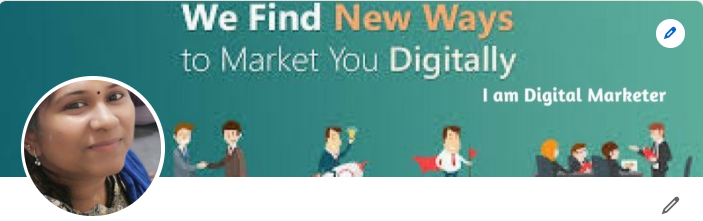 We Find New Ways
to Market You Digitally
I am Digital Marketer